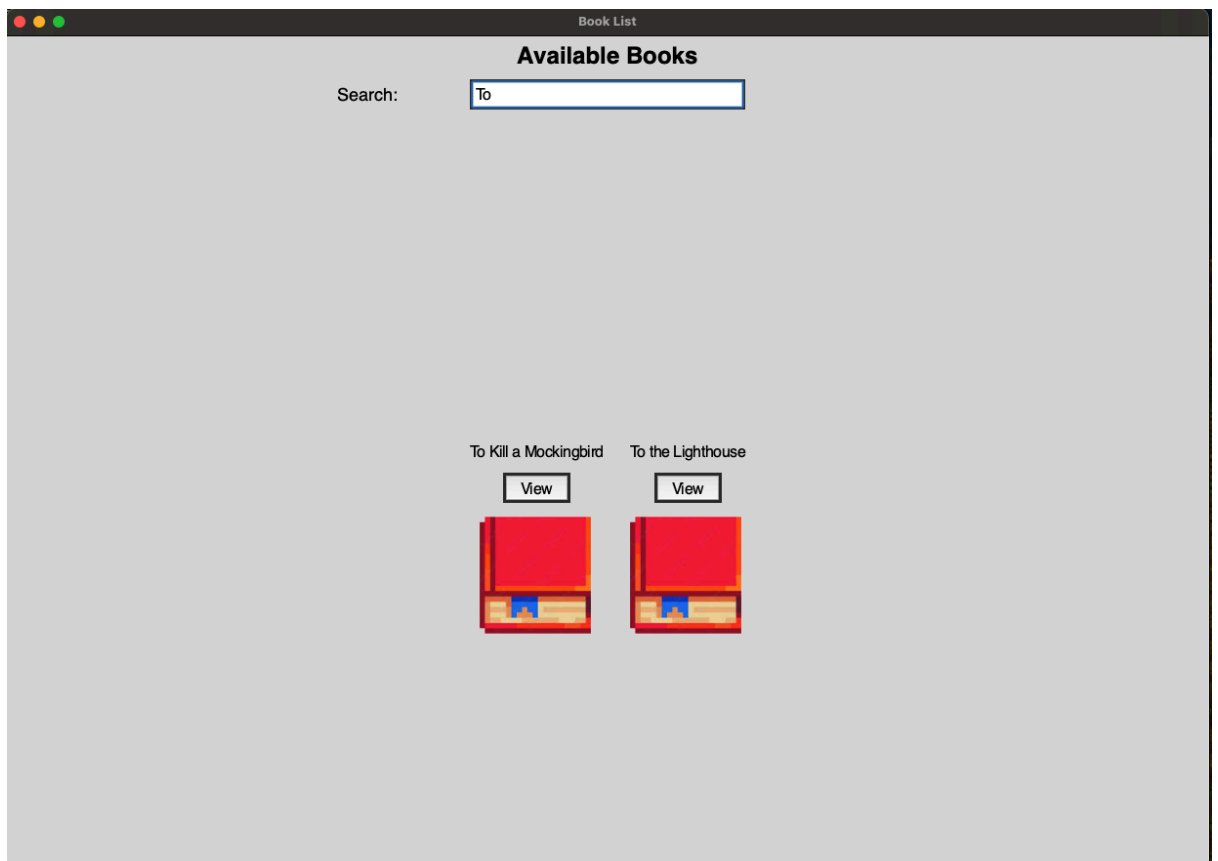 Book List
Available Books
Search: To
To Kill a Mockingbird To the Lighthouse
View View